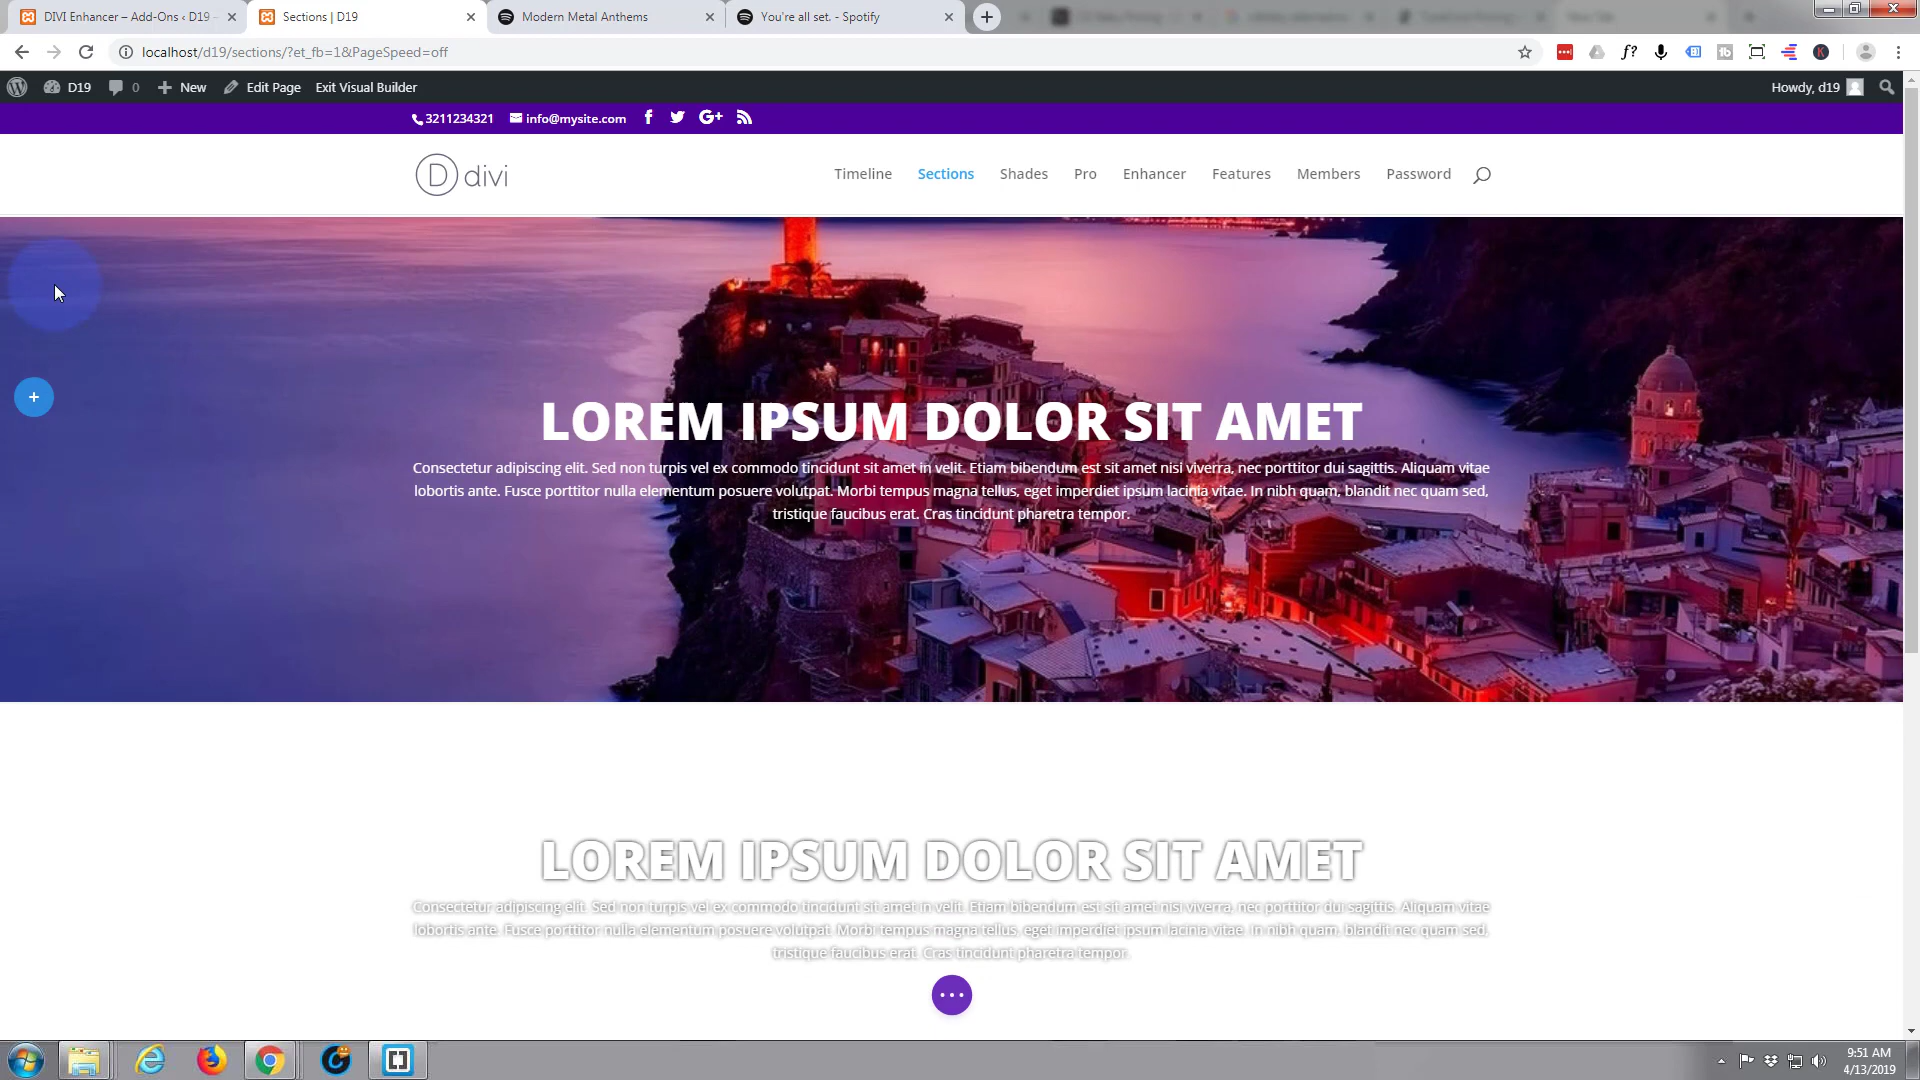 DIVI Enhancer – Add-Ons ‹ D19
Sections | D19
Modern Metal Anthems
You're all set. - Spotify
localhost/d19/sections/?et_fb=1&PageSpeed=off
f?
fb
K
D19
0
New
Edit Page
Exit Visual Builder
Howdy, d19
3211234321
info@mysite.com
G+
D divi
Timeline
Sections
Shades
Pro
Enhancer
Features
Members
Password
LOREM IPSUM DOLOR SIT AMET
Consectetur adipiscing elit. Sed non turpis vel ex commodo tincidunt sit amet in velit. Etiam bibendum est sit amet nisi viverra, nec porttitor dui sagittis. Aliquam vitae
lobortis ante. Fusce porttitor nulla elementum posuere volutpat. Morbi tempus magna tellus, eget imperdiet ipsum lacinia vitae. In nibh quam, blandit nec quam sed,
tristique faucibus erat. Cras tincidunt pharetra tempor.
LOREM IPSUM DOLOR SIT AMET
Consectetur adipiscing elit. Sed non turpis vel ex commodo tincidunt sit amet in velit. Etiam bibendum est sit amet nisi viverra, nec porttitor dui sagittis. Aliquam vitae
lobortis ante. Fusce porttitor nulla elementum posuere volutpat. Morbi tempus magna tellus, eget imperdiet ipsum lacinia vitae. In nibh quam, blandit nec quam sed,
tristique faucibus erat. Cras tincidunt pharetra tempor.
9:51 AM
4/13/2019